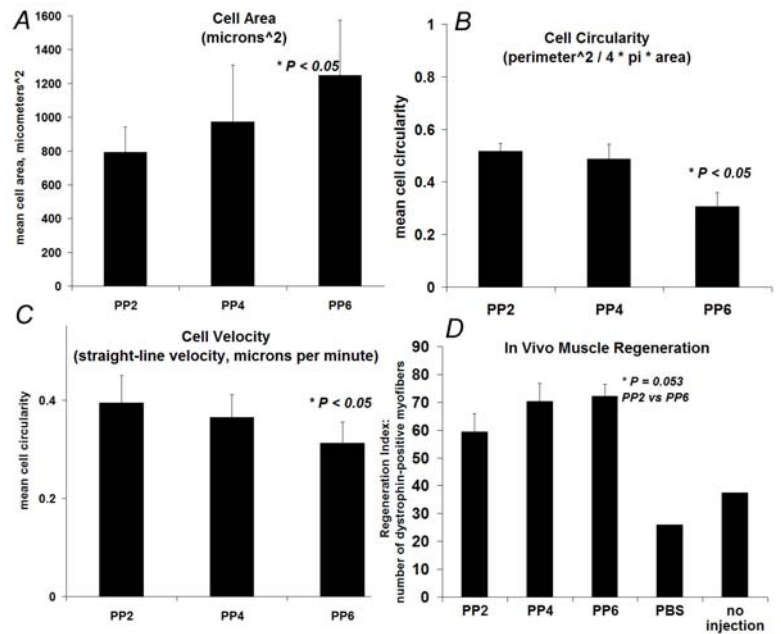 A
Cell Area
(microns^2)
* P < 0.05
mean cell area, micometers^2
1600
1400
1200
1000
800
600
400
200
0
PP2 PP4 PP6
B
Cell Circularity
(perimeter^2 / 4 * pi * area)
* P < 0.05
mean cell circularity
1
0.8
0.6
0.4
0.2
0
PP2 PP4 PP6
C
Cell Velocity
(straight-line velocity, microns per minute)
* P < 0.05
mean cell circularity
0.4
0.2
PP2 PP4 PP6
D
In Vivo Muscle Regeneration
* P = 0.053
PP2 vs PP6
Regeneration Index:
number of dystrophin-positive myofibers
90
80
70
60
50
40
30
20
10
0
PP2 PP4 PP6 PBS no
injection